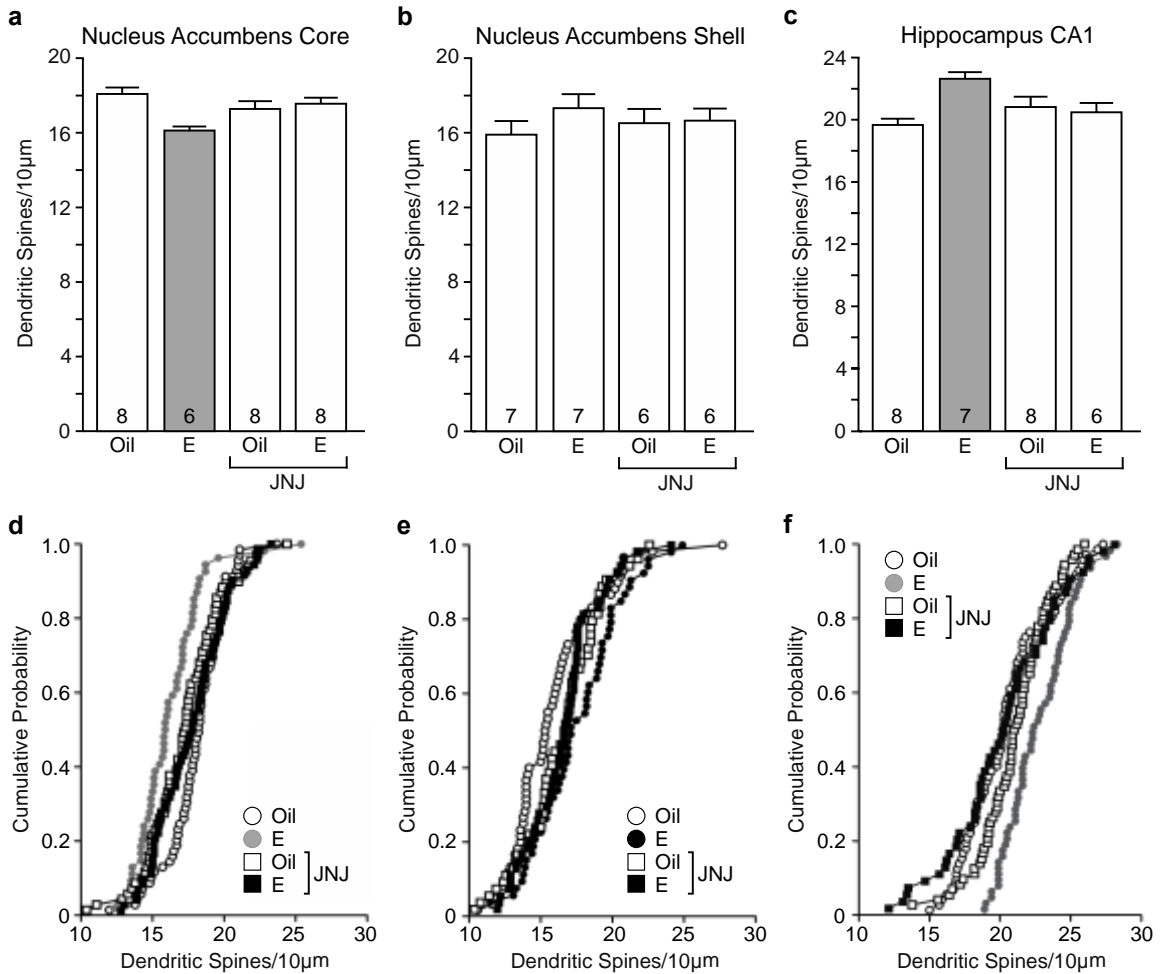 a
Nucleus Accumbens Core
Dendritic Spines/10µm
20
16
12
8
4
0
8
6
8
8
Oil
E
Oil
E
JNJ
b
Nucleus Accumbens Shell
Dendritic Spines/10µm
20
16
12
8
4
0
7
7
6
6
Oil
E
Oil
E
JNJ
c
Hippocampus CA1
Dendritic Spines/10µm
24
20
16
12
8
4
0
8
7
8
6
Oil
E
Oil
E
JNJ
d
Cumulative Probability
1.0
0.8
0.6
0.4
0.2
0
Oil
E
Oil
E
JNJ
10 15 20 25 30
Dendritic Spines/10µm
e
Cumulative Probability
1.0
0.8
0.6
0.4
0.2
0
Oil
E
Oil
E
JNJ
10 15 20 25 30
Dendritic Spines/10µm
f
Cumulative Probability
1.0
0.8
0.6
0.4
0.2
0
Oil
E
Oil
E
JNJ
10 15 20 25 30
Dendritic Spines/10µm